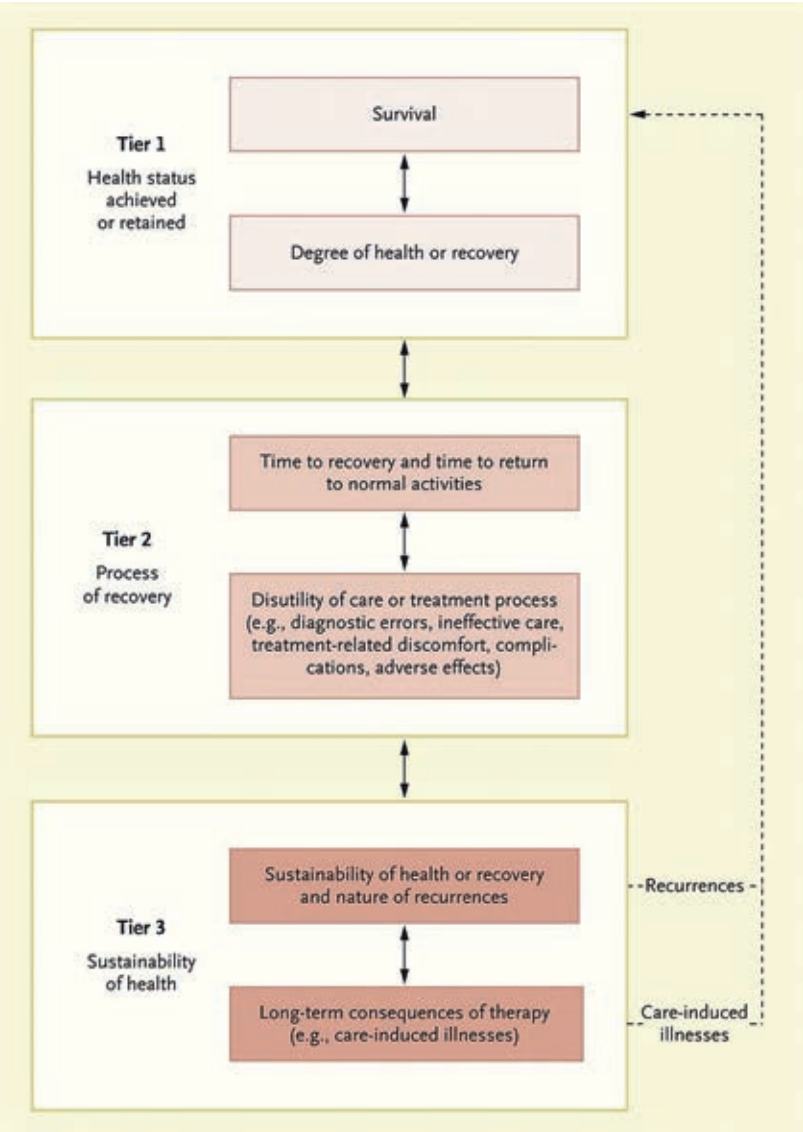 Tier 1
Health status
achieved
or retained
Survival
Degree of health or recovery
Tier 2
Process
of recovery
Time to recovery and time to return
to normal activities
Disutility of care or treatment process
(e.g., diagnostic errors, ineffective care,
treatment-related discomfort, compli-
cations, adverse effects)
Tier 3
Sustainability
of health
Sustainability of health or recovery
and nature of recurrences
Recurrences
Long-term consequences of therapy
(e.g., care-induced illnesses)
Care-induced
illnesses